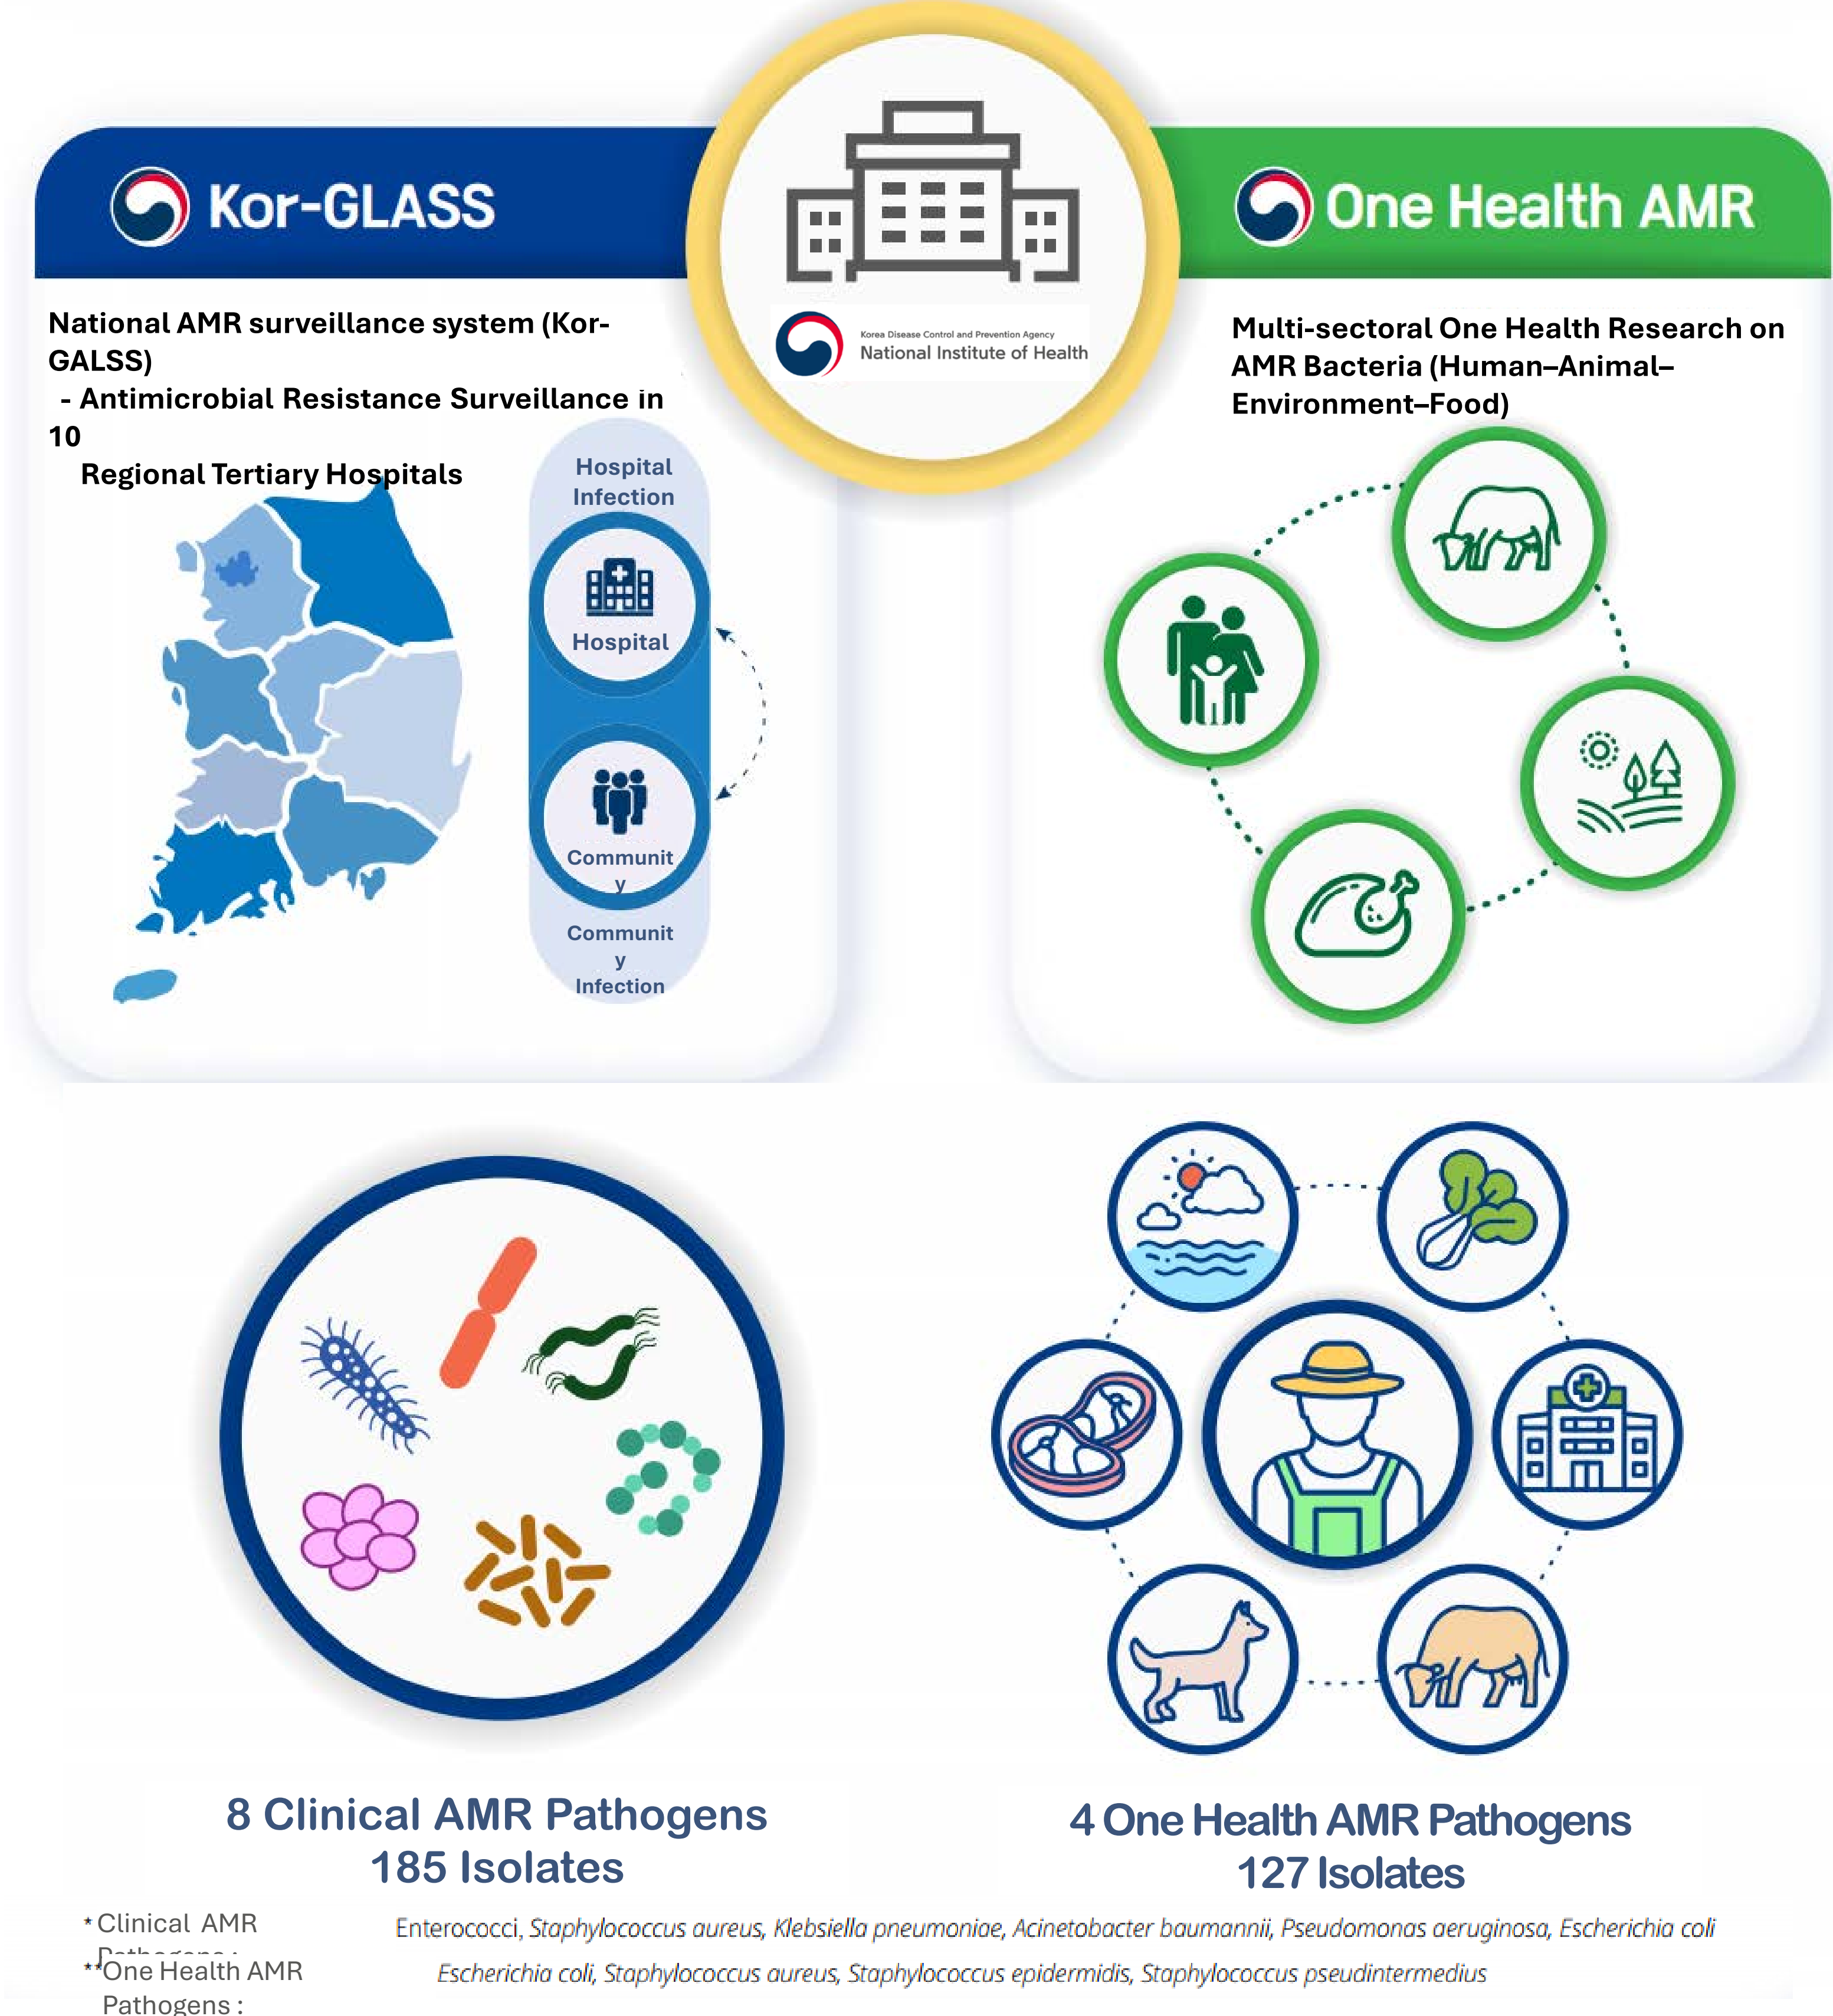 Kor-GLASS
One Health AMR
Korea Disease Control and Prevention Agency
National Institute of Health
National AMR surveillance system (Kor-
GALSS)
- Antimicrobial Resistance Surveillance in
10
Regional Tertiary Hospitals
Hospital
Infection
Hospital
Communit
y
Communit
y
Infection
Multi-sectoral One Health Research on
AMR Bacteria (Human–Animal–
Environment–Food)
8 Clinical AMR Pathogens
185 Isolates
4 One Health AMR Pathogens
127 Isolates
* Clinical AMR
Pathogens :
Enterococci, Staphylococcus aureus, Klebsiella pneumoniae, Acinetobacter baumannii, Pseudomonas aeruginosa, Escherichia coli
**One Health AMR
Pathogens :
Escherichia coli, Staphylococcus aureus, Staphylococcus epidermidis, Staphylococcus pseudintermedius